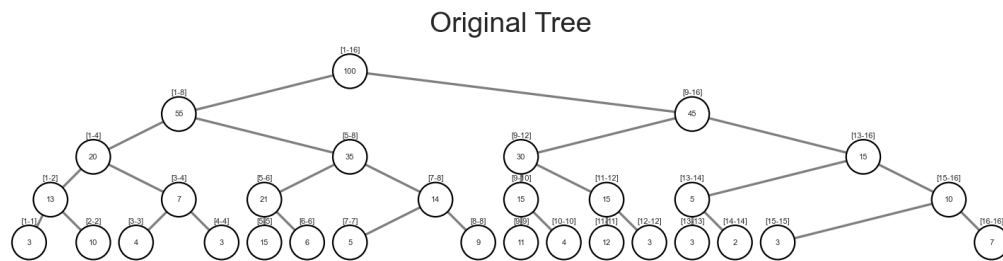 Original Tree
[1-16]
100
[1-8] [9-16]
55 45
[1-4] [5-8] [9-12] [13-16]
20 35 30 15
[1-2] [3-4] [5-6] [7-8] [9-10] [11-12] [13-14] [15-16]
13 7 21 14 15 15 5 10
[1-1] [2-2] [3-3] [4-4] [5-5] [6-6] [7-7] [8-8] [9-9] [10-10] [11-11] [12-12] [13-13] [14-14] [15-15] [16-16]
3 10 4 3 15 6 5 9 11 4 12 3 3 2 3 7